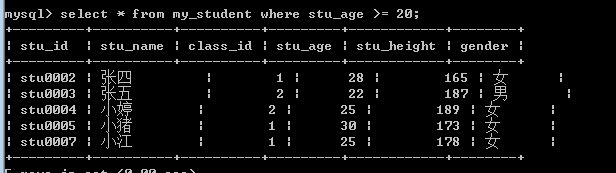 mysql> select * from my_student where stu_age >= 20;
+---------+----------+----------+---------+------------+--------+
| stu_id | stu_name | class_id | stu_age | stu_height | gender |
+---------+----------+----------+---------+------------+--------+
| stu0002 | 张四 | 1 | 28 | 165 | 女 |
| stu0003 | 张五 | 2 | 22 | 187 | 男 |
| stu0004 | 小婷 | 2 | 25 | 189 | 女 |
| stu0005 | 小猪 | 1 | 30 | 173 | 女 |
| stu0007 | 小江 | 1 | 25 | 178 | 女 |
+---------+----------+----------+---------+------------+--------+
5 rows in set (0.00 sec)